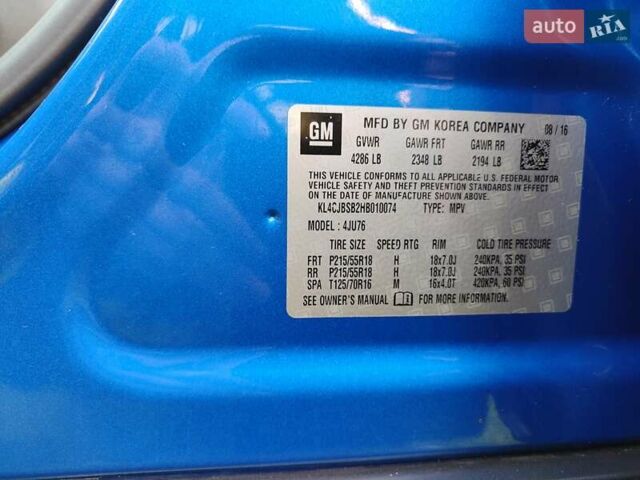 auto RIA
.com
GM
MFD BY GM KOREA COMPANY 08/16
GVWR GAWR FRT GAWR RR
4286 LB 2348 LB 2194 LB
THIS VEHICLE CONFORMS TO ALL APPLICABLE U.S. FEDERAL MOTOR
VEHICLE SAFETY AND THEFT PREVENTION STANDARDS IN EFFECT
ON THE DATE OF MANUFACTURE SHOWN ABOVE.
KL4CJBSB2HB010074 TYPE: MPV
MODEL: 4JU76
TIRE SIZE SPEED RTG RIM COLD TIRE PRESSURE
FRT P215/55R18 H 18x7.0J 240KPA, 35 PSI
RR P215/55R18 H 18x7.0J 240KPA, 35 PSI
SPA T125/70R16 M 16x4.0T 420KPA, 60 PSI
SEE OWNER'S MANUAL FOR MORE INFORMATION